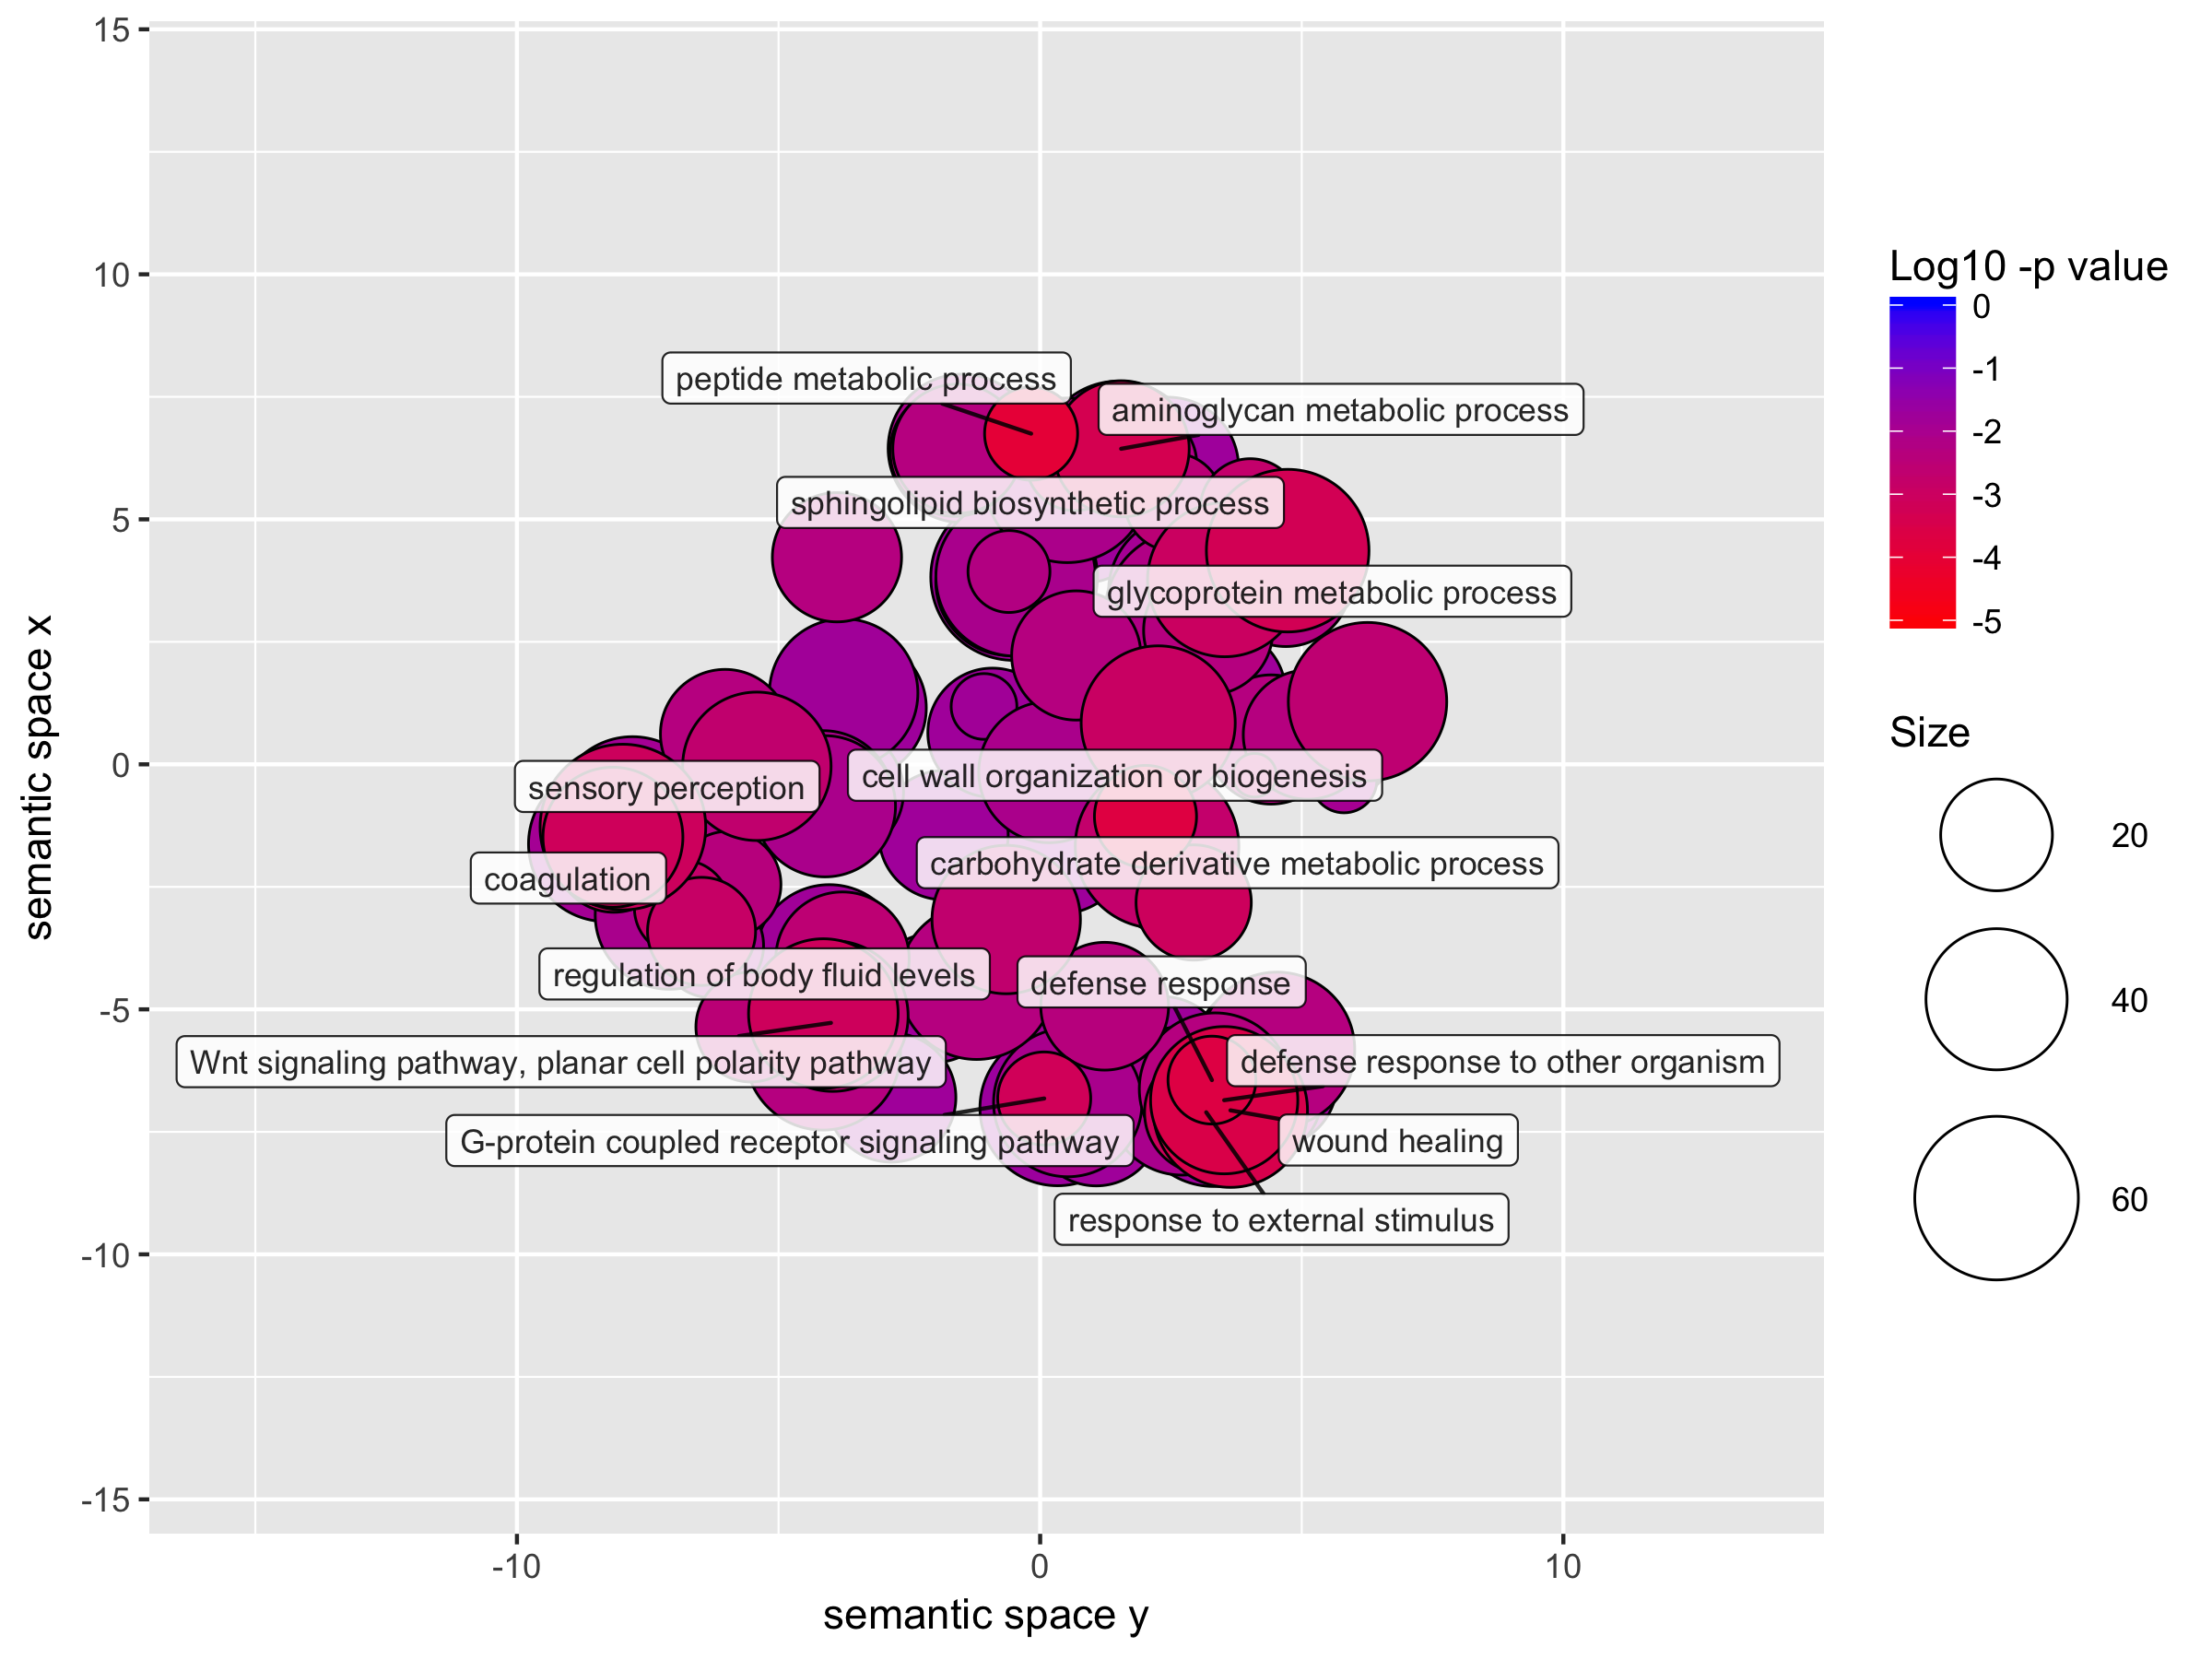 15
10
5
0
-5
-10
-15
semantic space x
-10
0
10
semantic space y
peptide metabolic process
aminoglycan metabolic process
sphingolipid biosynthetic process
glycoprotein metabolic process
sensory perception
cell wall organization or biogenesis
carbohydrate derivative metabolic process
coagulation
regulation of body fluid levels
defense response
Wnt signaling pathway, planar cell polarity pathway
defense response to other organism
G-protein coupled receptor signaling pathway
wound healing
response to external stimulus
Log10 -p value
0
-1
-2
-3
-4
-5
Size
20
40
60